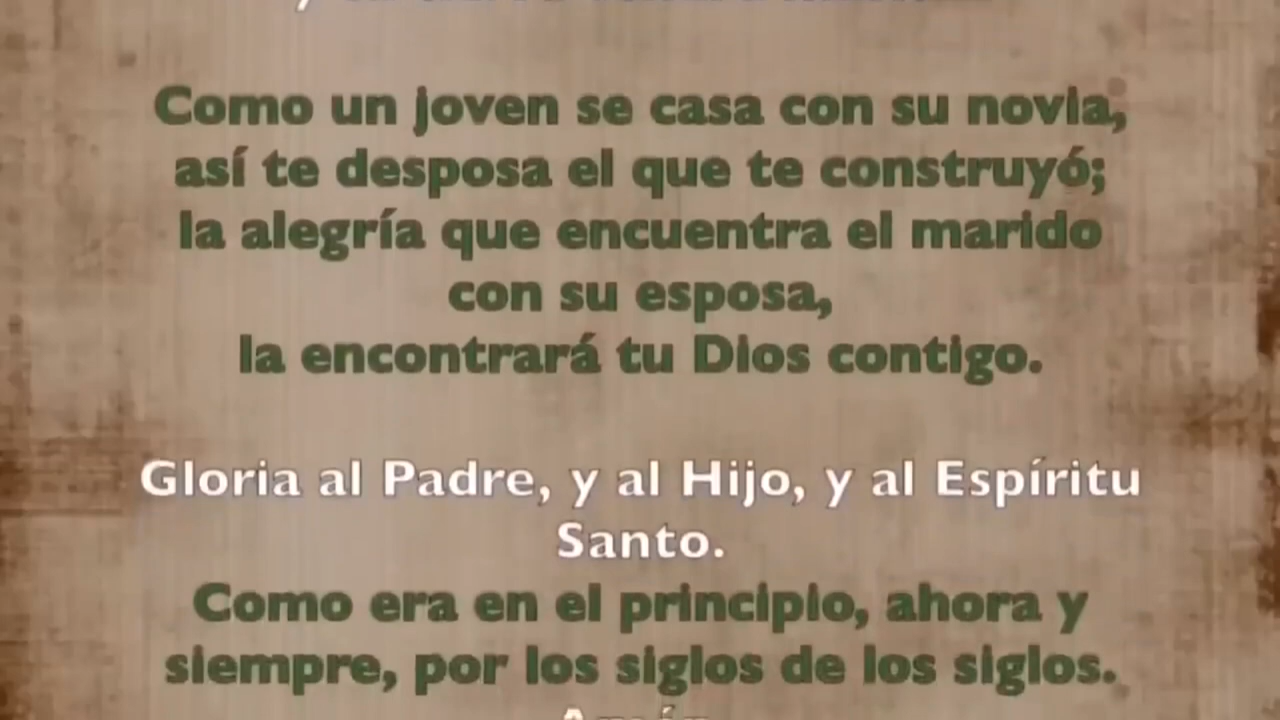 Como un joven se casa con su novia,
así te desposa el que te construyó;
la alegría que encuentra el marido
con su esposa,
la encontrará tu Dios contigo.
Gloria al Padre, y al Hijo, y al Espíritu
Santo.
Como era en el principio, ahora y
siempre, por los siglos de los siglos.